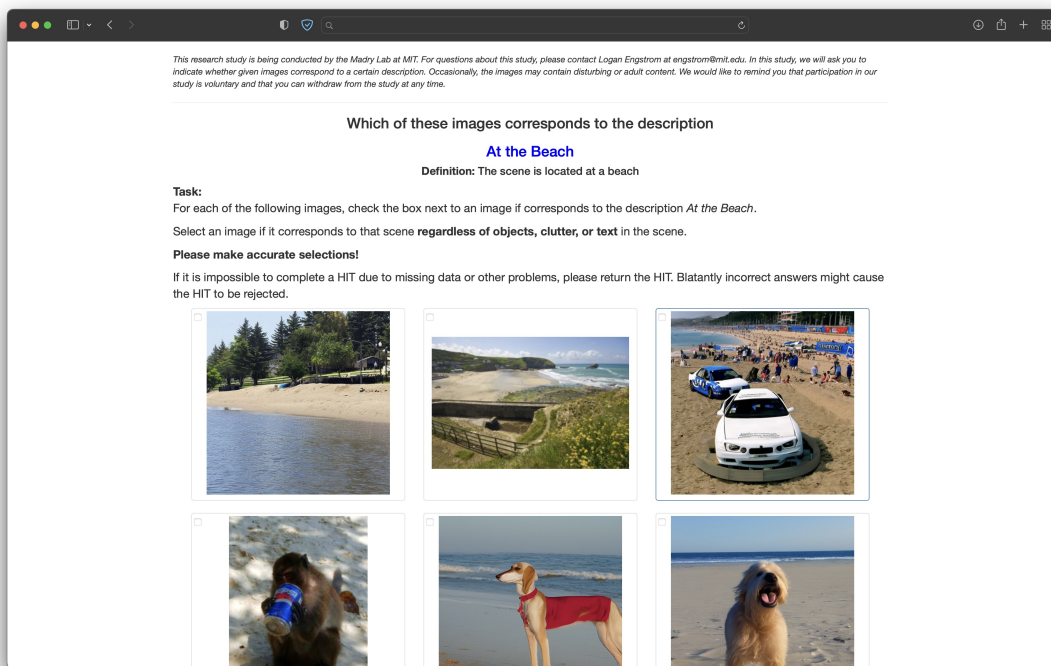 This research study is being conducted by the Madry Lab at MIT. For questions about this study, please contact Logan Engstrom at engstrom@mit.edu. In this study, we will ask you to
indicate whether given images correspond to a certain description. Occasionally, the images may contain disturbing or adult content. We would like to remind you that participation in our
study is voluntary and that you can withdraw from the study at any time.
Which of these images corresponds to the description
At the Beach
Definition: The scene is located at a beach
Task:
For each of the following images, check the box next to an image if corresponds to the description At the Beach.
Select an image if it corresponds to that scene regardless of objects, clutter, or text in the scene.
Please make accurate selections!
If it is impossible to complete a HIT due to missing data or other problems, please return the HIT. Blatantly incorrect answers might cause
the HIT to be rejected.